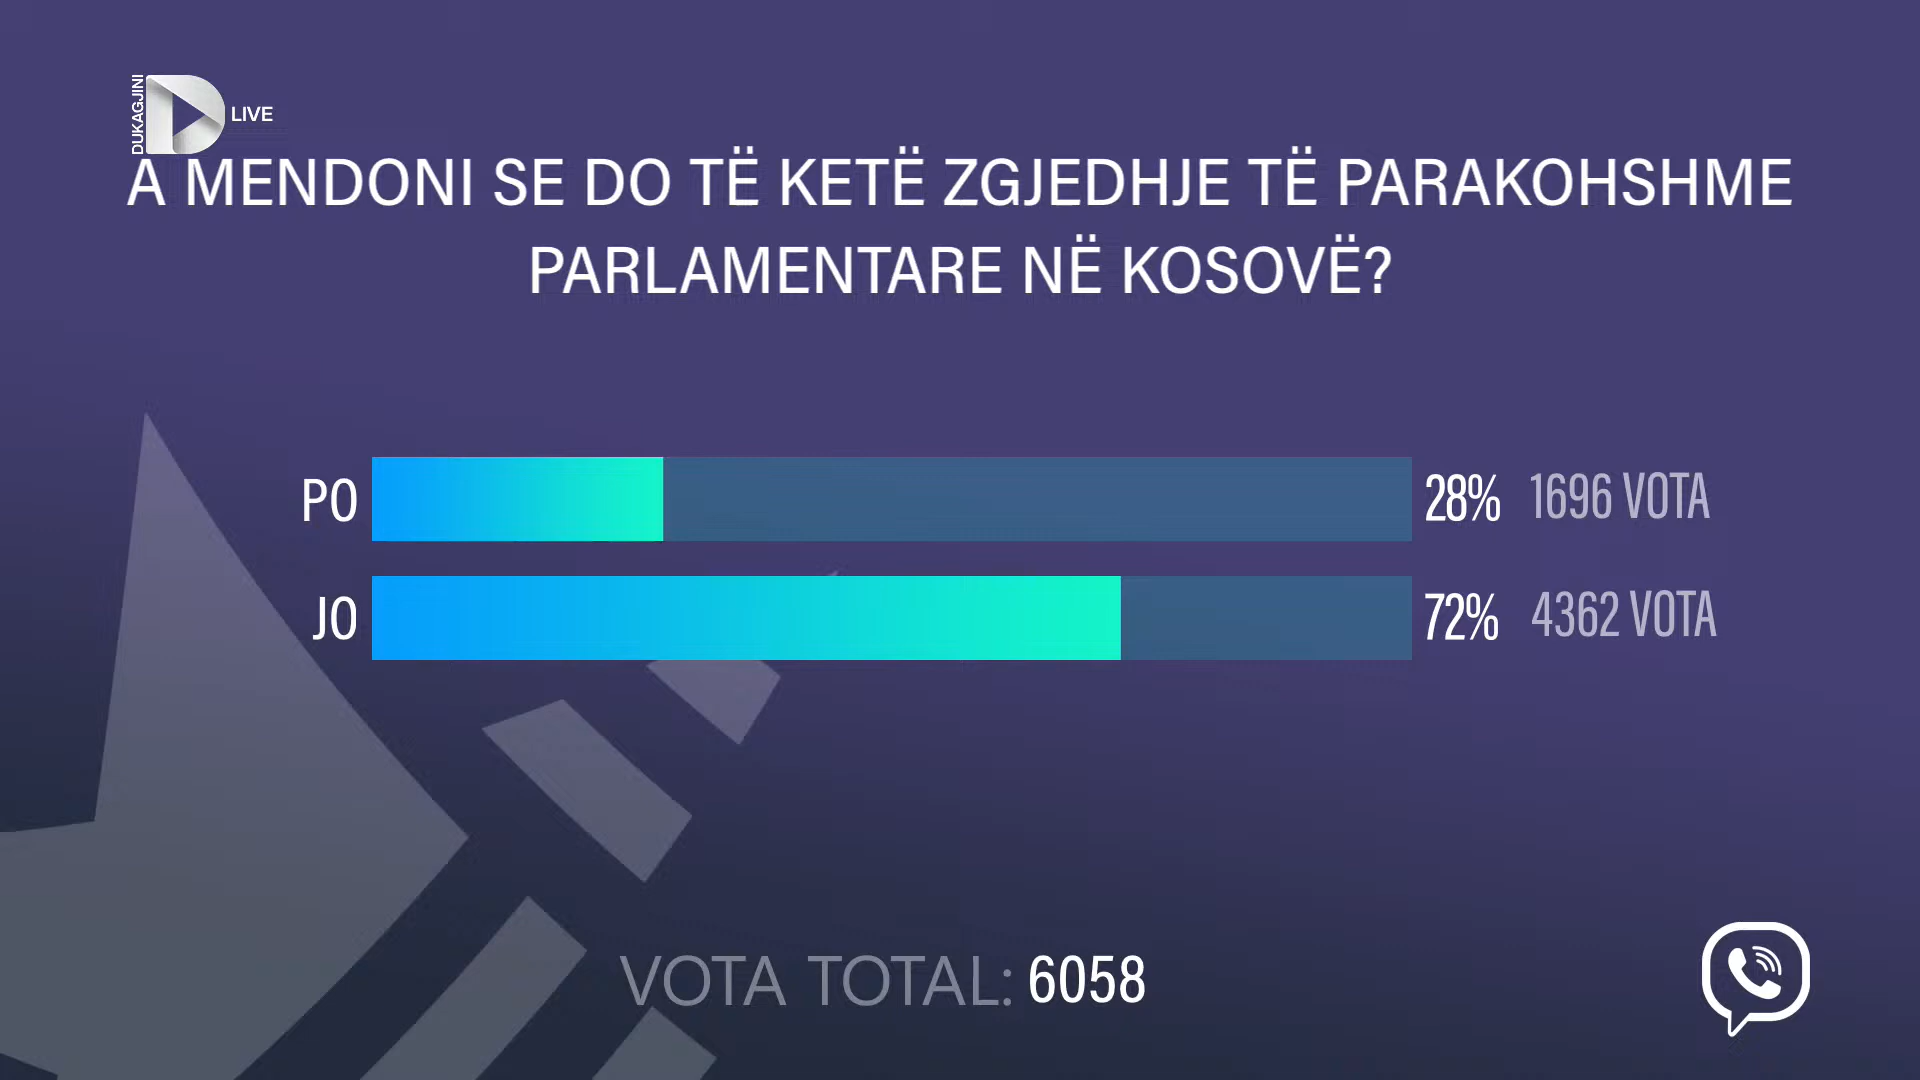 DUKAGJINI
LIVE
A MENDONI SE DO TË KETË ZGJEDHJE TË PARAKOHSHME
PARLAMENTARE NË KOSOVË?
PO 28% 1696 VOTA
JO 72% 4362 VOTA
VOTA TOTAL: 6058